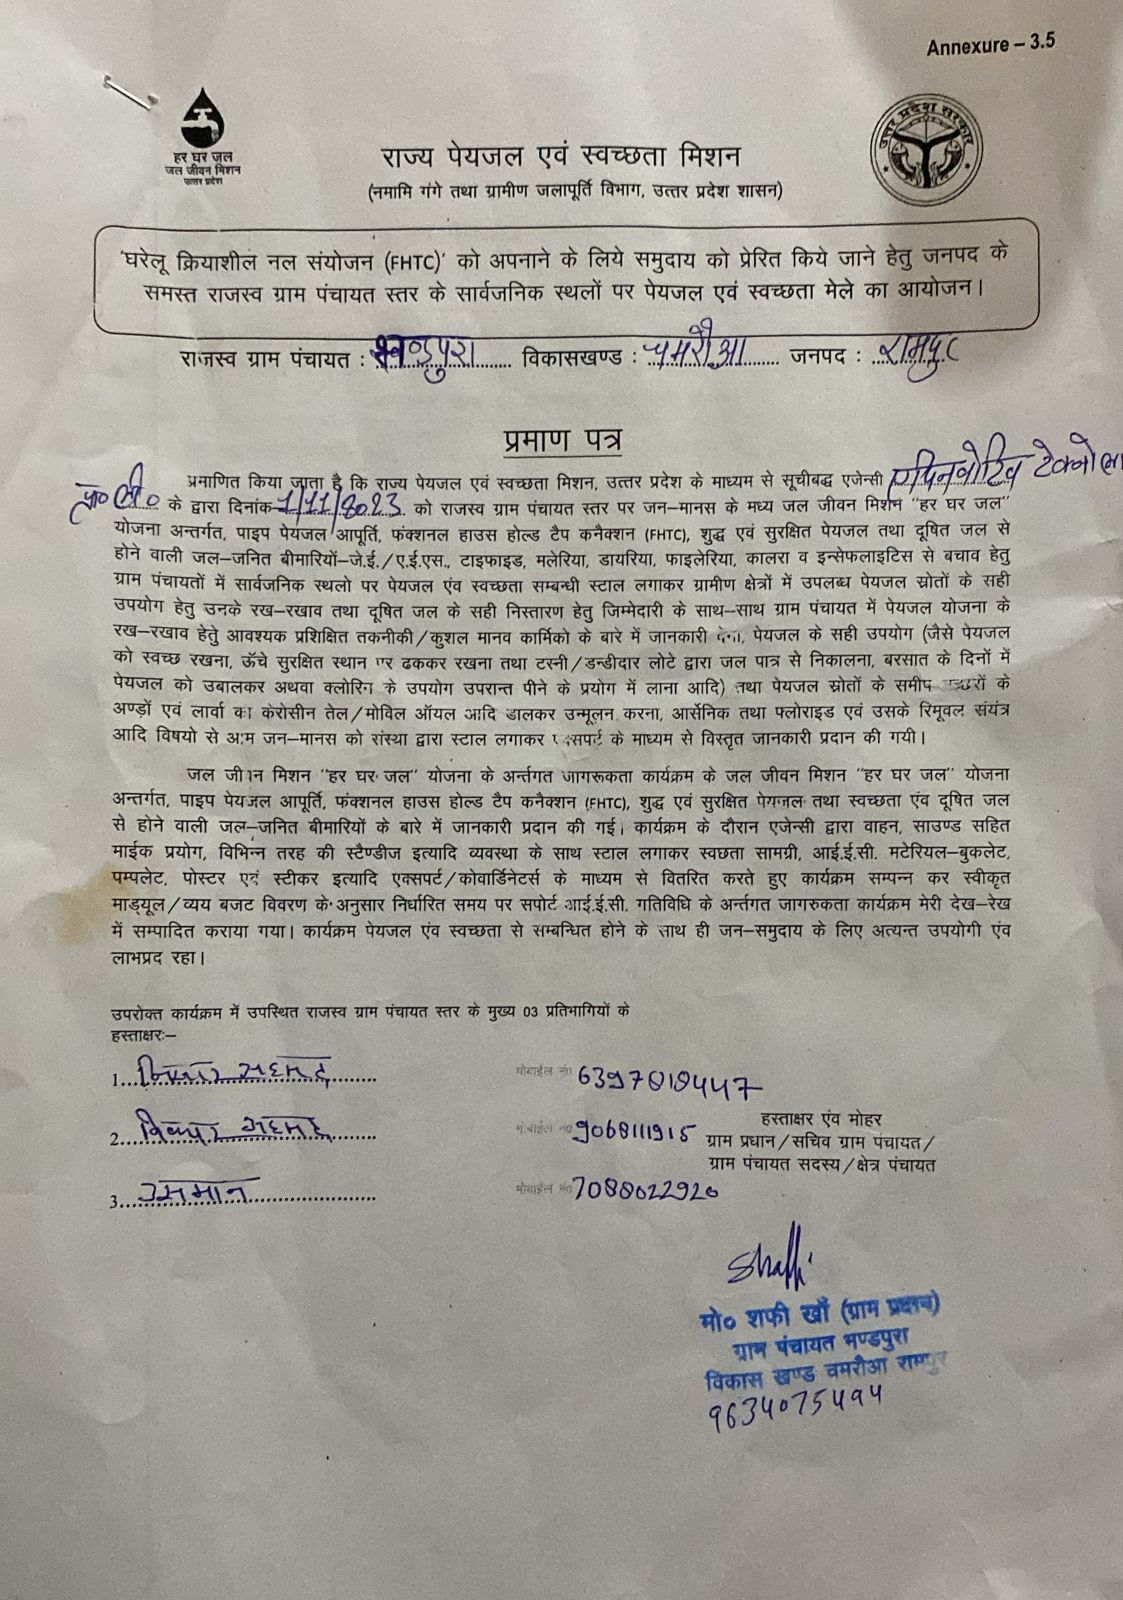 Annexure – 3.5
हर घर जल
जल जीवन मिशन
उत्तर प्रदेश
उत्तर प्रदेश सरकार
राज्य पेयजल एवं स्वच्छता मिशन
(नमामि गंगे तथा ग्रामीण जलापूर्ति विभाग, उत्तर प्रदेश शासन)
'घरेलू क्रियाशील नल संयोजन (FHTC)' को अपनाने के लिये समुदाय को प्रेरित किये जाने हेतु जनपद के
समस्त राजस्व ग्राम पंचायत स्तर के सार्वजनिक स्थलों पर पेयजल एवं स्वच्छता मेले का आयोजन।
राजस्व ग्राम पंचायत : विकासखण्ड : चमरौआ जनपद : रामपुर
प्रमाण पत्र
प्रमाणित किया जाता है कि राज्य पेयजल एवं स्वच्छता मिशन, उत्तर प्रदेश के माध्यम से सूचीबद्ध एजेन्सी
प्रा० ली० के द्वारा दिनांक 1/11/2023 को राजस्व ग्राम पंचायत स्तर पर जन–मानस के मध्य जल जीवन मिशन "हर घर जल"
योजना अन्तर्गत, पाइप पेयजल आपूर्ति, फंक्शनल हाउस होल्ड टैप कनैक्शन (FHTC), शुद्ध एवं सुरक्षित पेयजल तथा दूषित जल से
होने वाली जल–जनित बीमारियों–जे.ई./ए.ई.एस., टाइफाइड, मलेरिया, डायरिया, फाइलेरिया, कालरा व इन्सेफलाइटिस से बचाव हेतु
ग्राम पंचायतों में सार्वजनिक स्थलो पर पेयजल एंव स्वच्छता सम्बन्धी स्टाल लगाकर ग्रामीण क्षेत्रों में उपलब्ध पेयजल स्रोतों के सही
उपयोग हेतु उनके रख–रखाव तथा दूषित जल के सही निस्तारण हेतु जिम्मेदारी के साथ–साथ ग्राम पंचायत में पेयजल योजना के
रख–रखाव हेतु आवश्यक प्रशिक्षित तकनीकी/कुशल मानव कार्मिको के बारे में जानकारी देना, पेयजल के सही उपयोग (जैसे पेयजल
को स्वच्छ रखना, ऊँचे सुरक्षित स्थान पर ढककर रखना तथा टस्नी/डन्डीदार लोटे द्वारा जल पात्र से निकालना, बरसात के दिनों में
पेयजल को उबालकर अथवा क्लोरिन के उपयोग उपरान्त पीने के प्रयोग में लाना आदि) तथा पेयजल स्रोतों के समीप के
अण्ड़ों एवं लार्वा का केरोसीन तेल/मोविल ऑयल आदि डालकर उन्मूलन करना, आर्सेनिक तथा फ्लोराइड एवं उसके रिमूवल संयंत्र
आदि विषयो से आम जन–मानस को संस्था द्वारा स्टाल लगाकर एक्सपर्ट के माध्यम से विस्तृत जानकारी प्रदान की गयी।
जल जीवन मिशन "हर घर जल" योजना के अर्न्तगत जागरूकता कार्यक्रम के जल जीवन मिशन "हर घर जल" योजना
अन्तर्गत, पाइप पेयजल आपूर्ति, फंक्शनल हाउस होल्ड टैप कनैक्शन (FHTC), शुद्ध एवं सुरक्षित पेयजल तथा स्वच्छता एंव दूषित जल
से होने वाली जल–जनित बीमारियों के बारे में जानकारी प्रदान की गई। कार्यक्रम के दौरान एजेन्सी द्वारा वाहन, साउण्ड सहित
माईक प्रयोग, विभिन्न तरह की स्टैण्डीज इत्यादि व्यवस्था के साथ स्टाल लगाकर स्वछता सामग्री, आई.ई.सी. मटेरियल–बुकलेट,
पम्पलेट, पोस्टर एवं स्टीकर इत्यादि एक्सपर्ट/कोवार्डिनेटर्स के माध्यम से वितरित करते हुए कार्यक्रम सम्पन्न कर स्वीकृत
माड्यूल/व्यय बजट विवरण के अनुसार निर्धारित समय पर सपोर्ट आई.ई.सी. गतिविधि के अर्न्तगत जागरुकता कार्यक्रम मेरी देख–रेख
में सम्पादित कराया गया। कार्यक्रम पेयजल एंव स्वच्छता से सम्बन्धित होने के साथ ही जन–समुदाय के लिए अत्यन्त उपयोगी एंव
लाभप्रद रहा।
उपरोक्त कार्यक्रम में उपस्थित राजस्व ग्राम पंचायत स्तर के मुख्य 03 प्रतिभागियों के
हस्ताक्षरः–
1. अहमद मोबाईल नं०
2. अहमद मोबाईल नं० 9068111915
हस्ताक्षर एंव मोहर
ग्राम प्रधान/सचिव ग्राम पंचायत/
ग्राम पंचायत सदस्य/क्षेत्र पंचायत
3. उसमान मोबाईल नं० 7088022920
Shaffi
मो० शफी खाँ (ग्राम प्रधान)
ग्राम पंचायत भण्डपुरा
विकास खण्ड चमरौआ रामपुर
9634075494